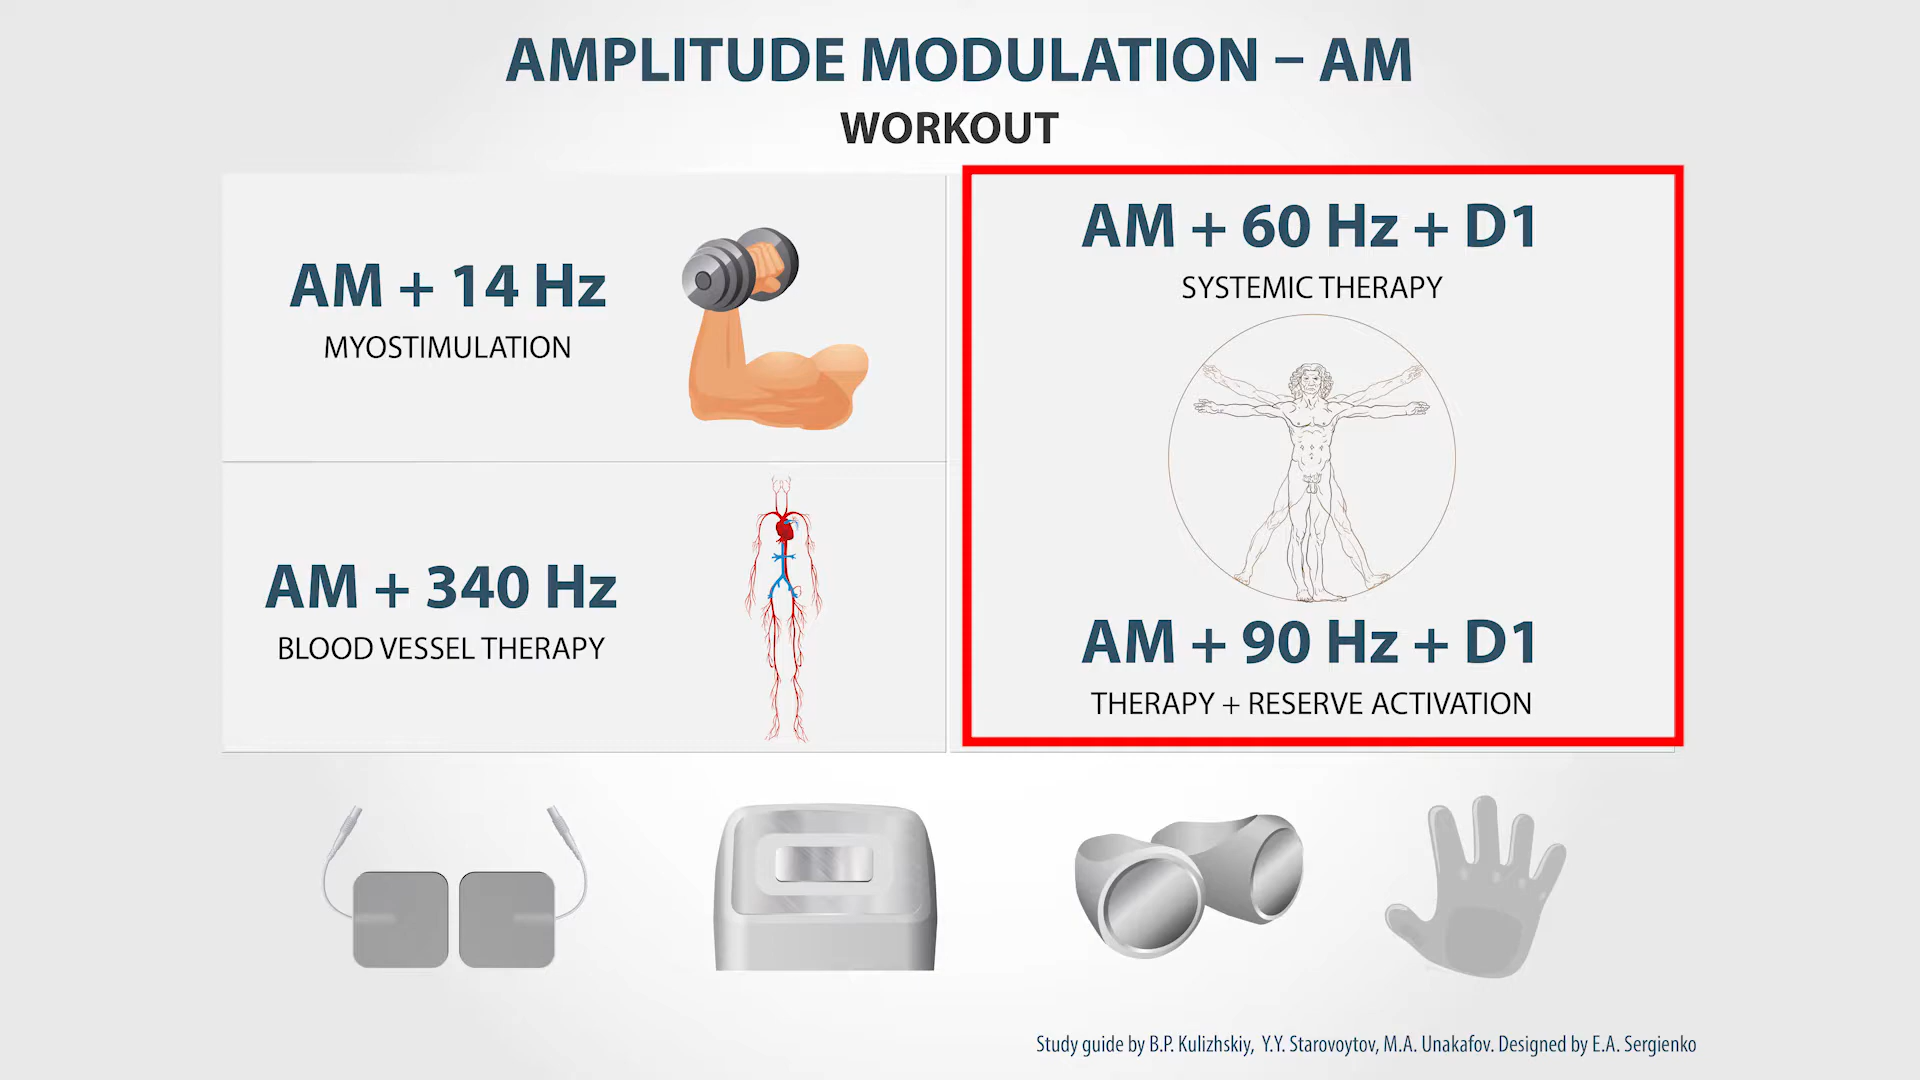 AMPLITUDE MODULATION – AM
WORKOUT
AM + 14 Hz
MYOSTIMULATION
AM + 340 Hz
BLOOD VESSEL THERAPY
AM + 60 Hz + D1
SYSTEMIC THERAPY
AM + 90 Hz + D1
THERAPY + RESERVE ACTIVATION
Study guide by B.P. Kulizhskiy, Y.Y. Starovoytov, M.A. Unakafov. Designed by E.A. Sergienko